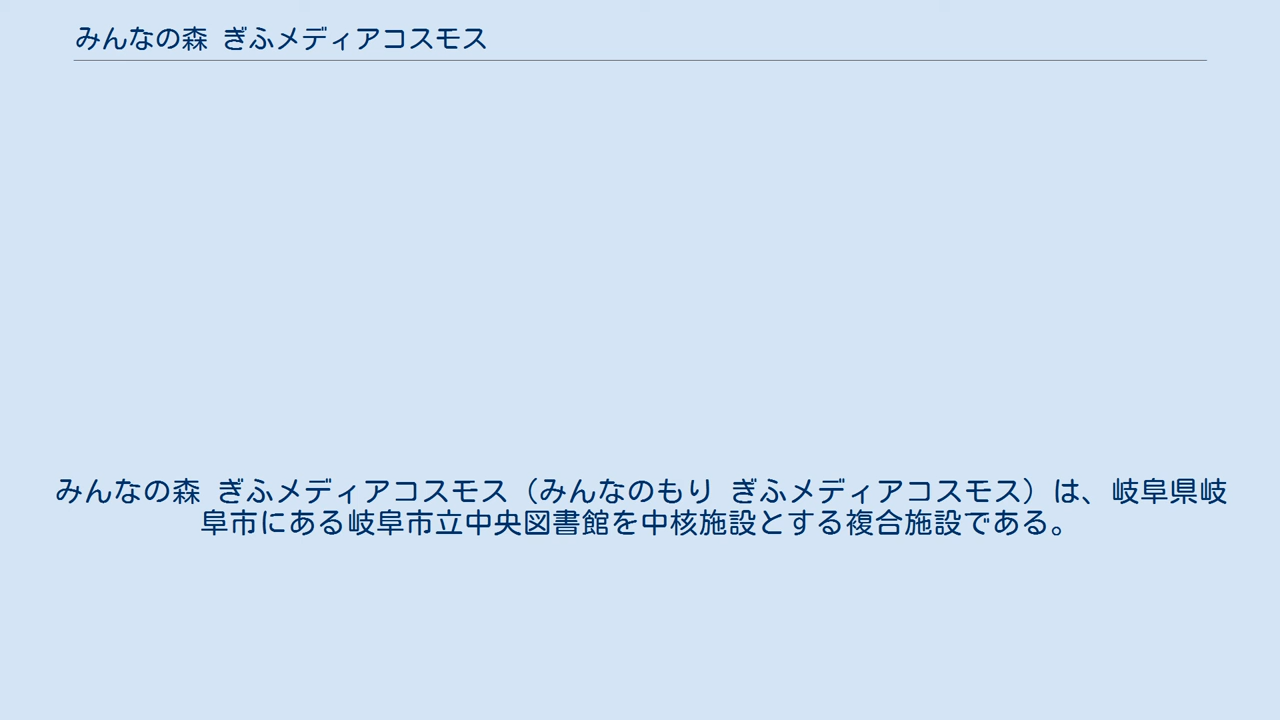 みんなの森 ぎふメディアコスモス
みんなの森 ぎふメディアコスモス（みんなのもり ぎふメディアコスモス）は、岐阜県岐
阜市にある岐阜市立中央図書館を中核施設とする複合施設である。